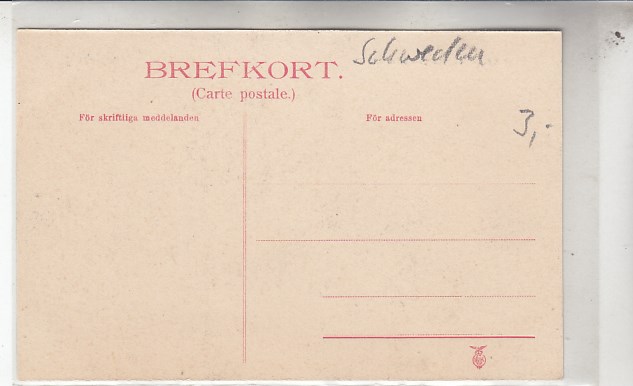 Schweden
BREFKORT.
(Carte postale.)
För skriftliga meddelanden
För adressen
3,-